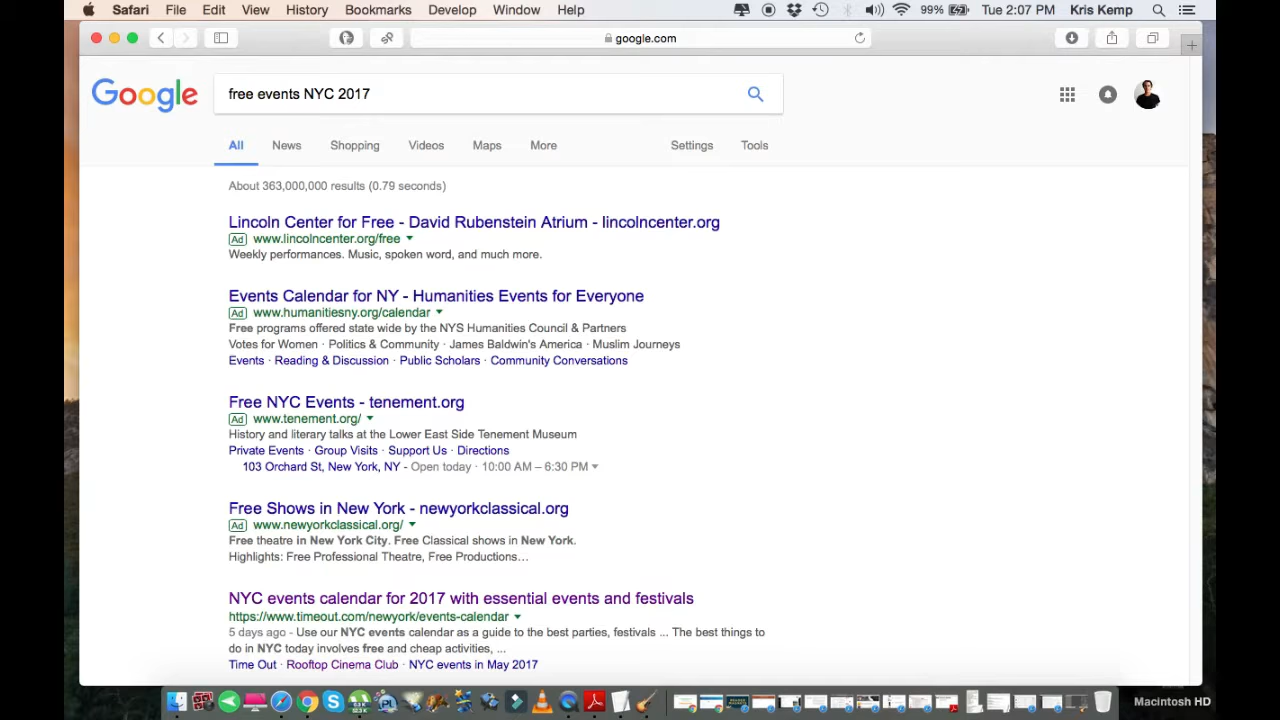 Safari File Edit View History Bookmarks Develop Window Help 99% Tue 2:07 PM Kris Kemp
google.com
Google free events NYC 2017
All News Shopping Videos Maps More Settings Tools
About 363,000,000 results (0.79 seconds)
Lincoln Center for Free - David Rubenstein Atrium - lincolncenter.org
Ad www.lincolncenter.org/free
Weekly performances. Music, spoken word, and much more.
Events Calendar for NY - Humanities Events for Everyone
Ad www.humanitiesny.org/calendar
Free programs offered state wide by the NYS Humanities Council & Partners
Votes for Women · Politics & Community · James Baldwin's America · Muslim Journeys
Events · Reading & Discussion · Public Scholars · Community Conversations
Free NYC Events - tenement.org
Ad www.tenement.org/
History and literary talks at the Lower East Side Tenement Museum
Private Events · Group Visits · Support Us · Directions
103 Orchard St, New York, NY - Open today · 10:00 AM – 6:30 PM
Free Shows in New York - newyorkclassical.org
Ad www.newyorkclassical.org/
Free theatre in New York City. Free Classical shows in New York.
Highlights: Free Professional Theatre, Free Productions…
NYC events calendar for 2017 with essential events and festivals
https://www.timeout.com/newyork/events-calendar
5 days ago - Use our NYC events calendar as a guide to the best parties, festivals ... The best things to
do in NYC today involves free and cheap activities, ...
Time Out · Rooftop Cinema Club · NYC events in May 2017
Macintosh HD